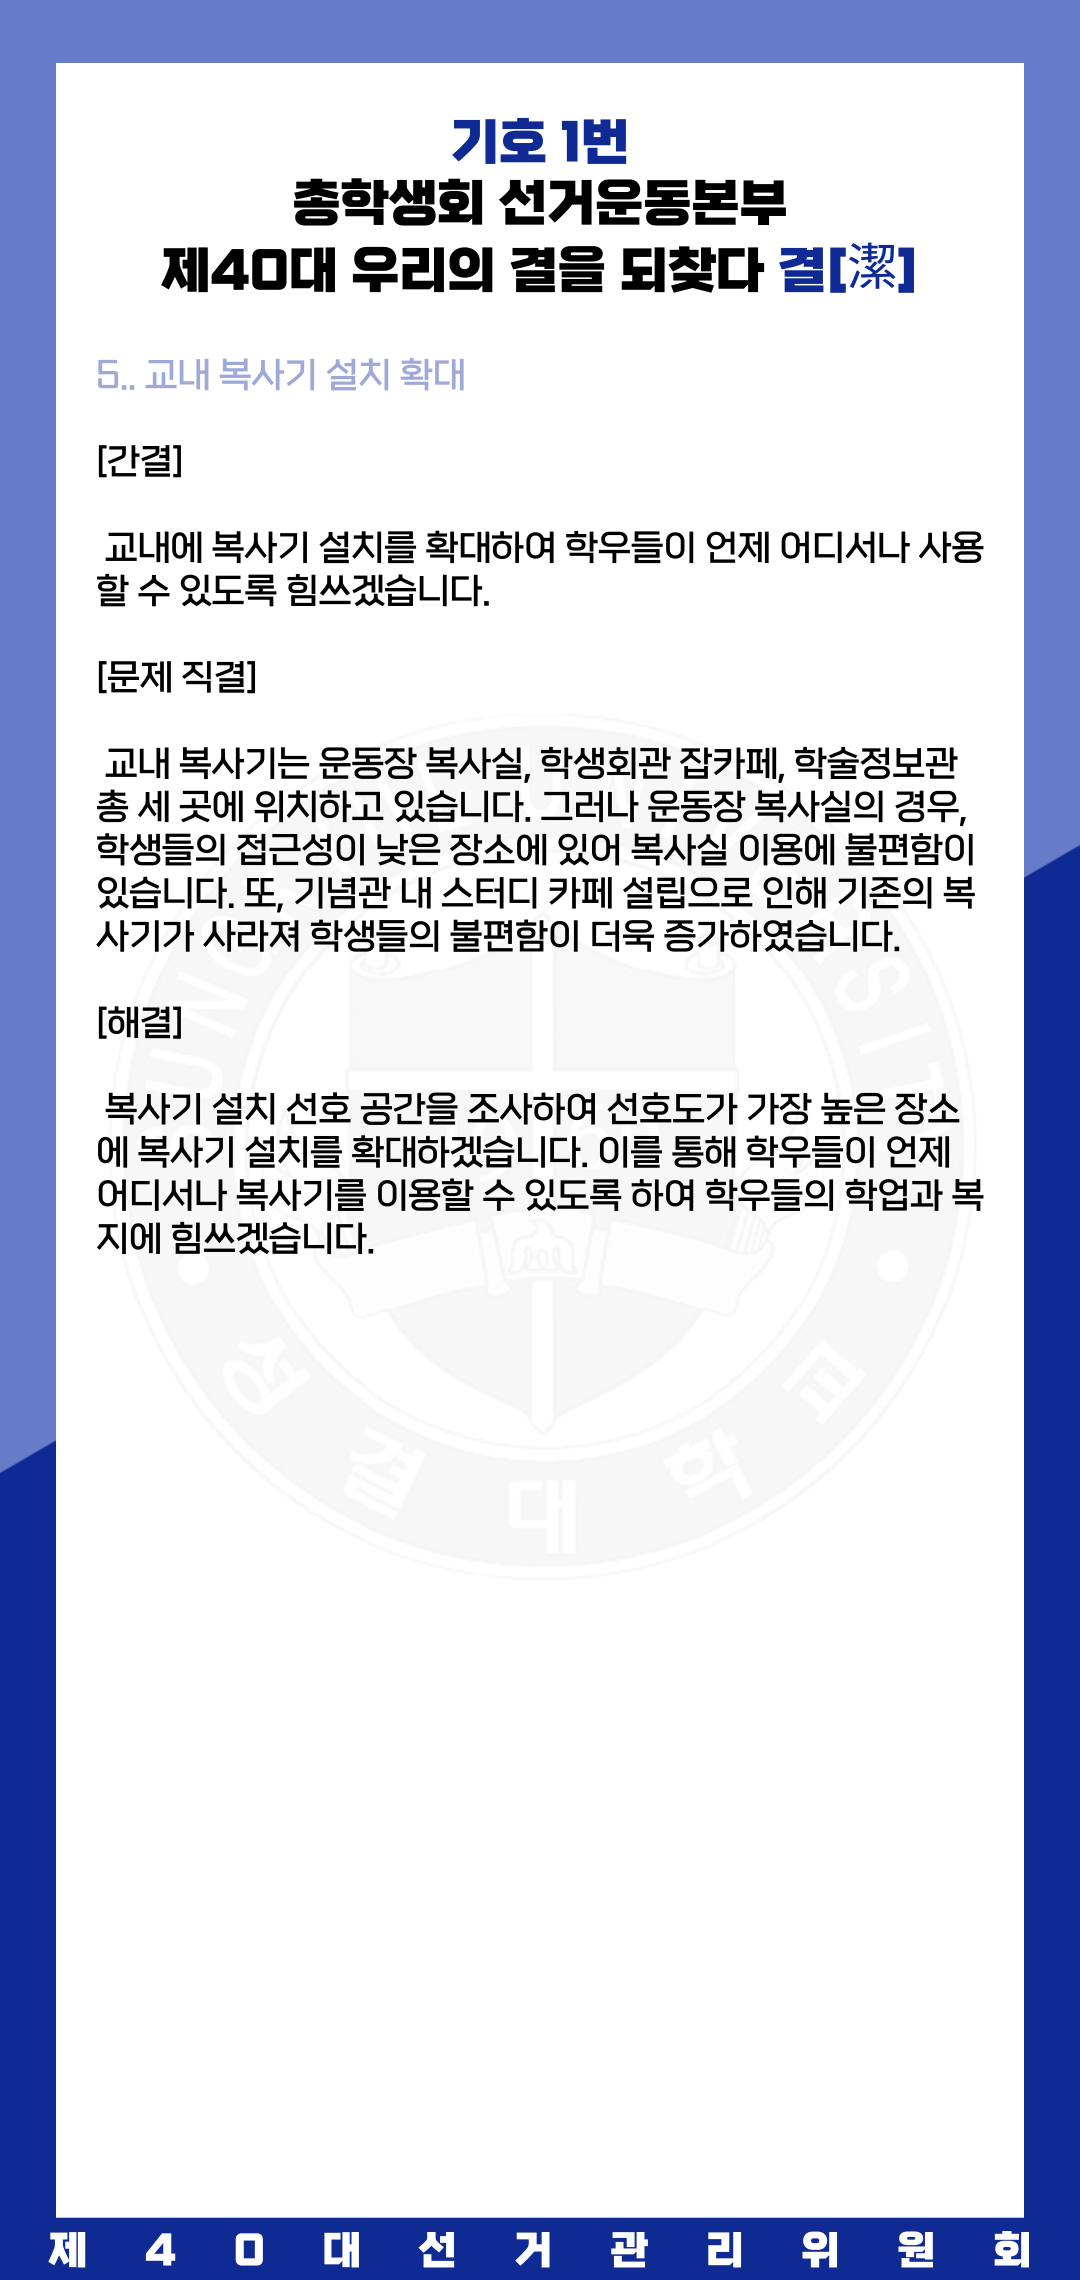 기호 1번
총학생회 선거운동본부
제40대 우리의 결을 되찾다 결[潔]
5.. 교내 복사기 설치 확대
[간결]
교내에 복사기 설치를 확대하여 학우들이 언제 어디서나 사용
할 수 있도록 힘쓰겠습니다.
[문제 직결]
교내 복사기는 운동장 복사실, 학생회관 잡카페, 학술정보관
총 세 곳에 위치하고 있습니다. 그러나 운동장 복사실의 경우,
학생들의 접근성이 낮은 장소에 있어 복사실 이용에 불편함이
있습니다. 또, 기념관 내 스터디 카페 설립으로 인해 기존의 복
사기가 사라져 학생들의 불편함이 더욱 증가하였습니다.
[해결]
복사기 설치 선호 공간을 조사하여 선호도가 가장 높은 장소
에 복사기 설치를 확대하겠습니다. 이를 통해 학우들이 언제
어디서나 복사기를 이용할 수 있도록 하여 학우들의 학업과 복
지에 힘쓰겠습니다.
성결대학교
제40대선거관리위원회